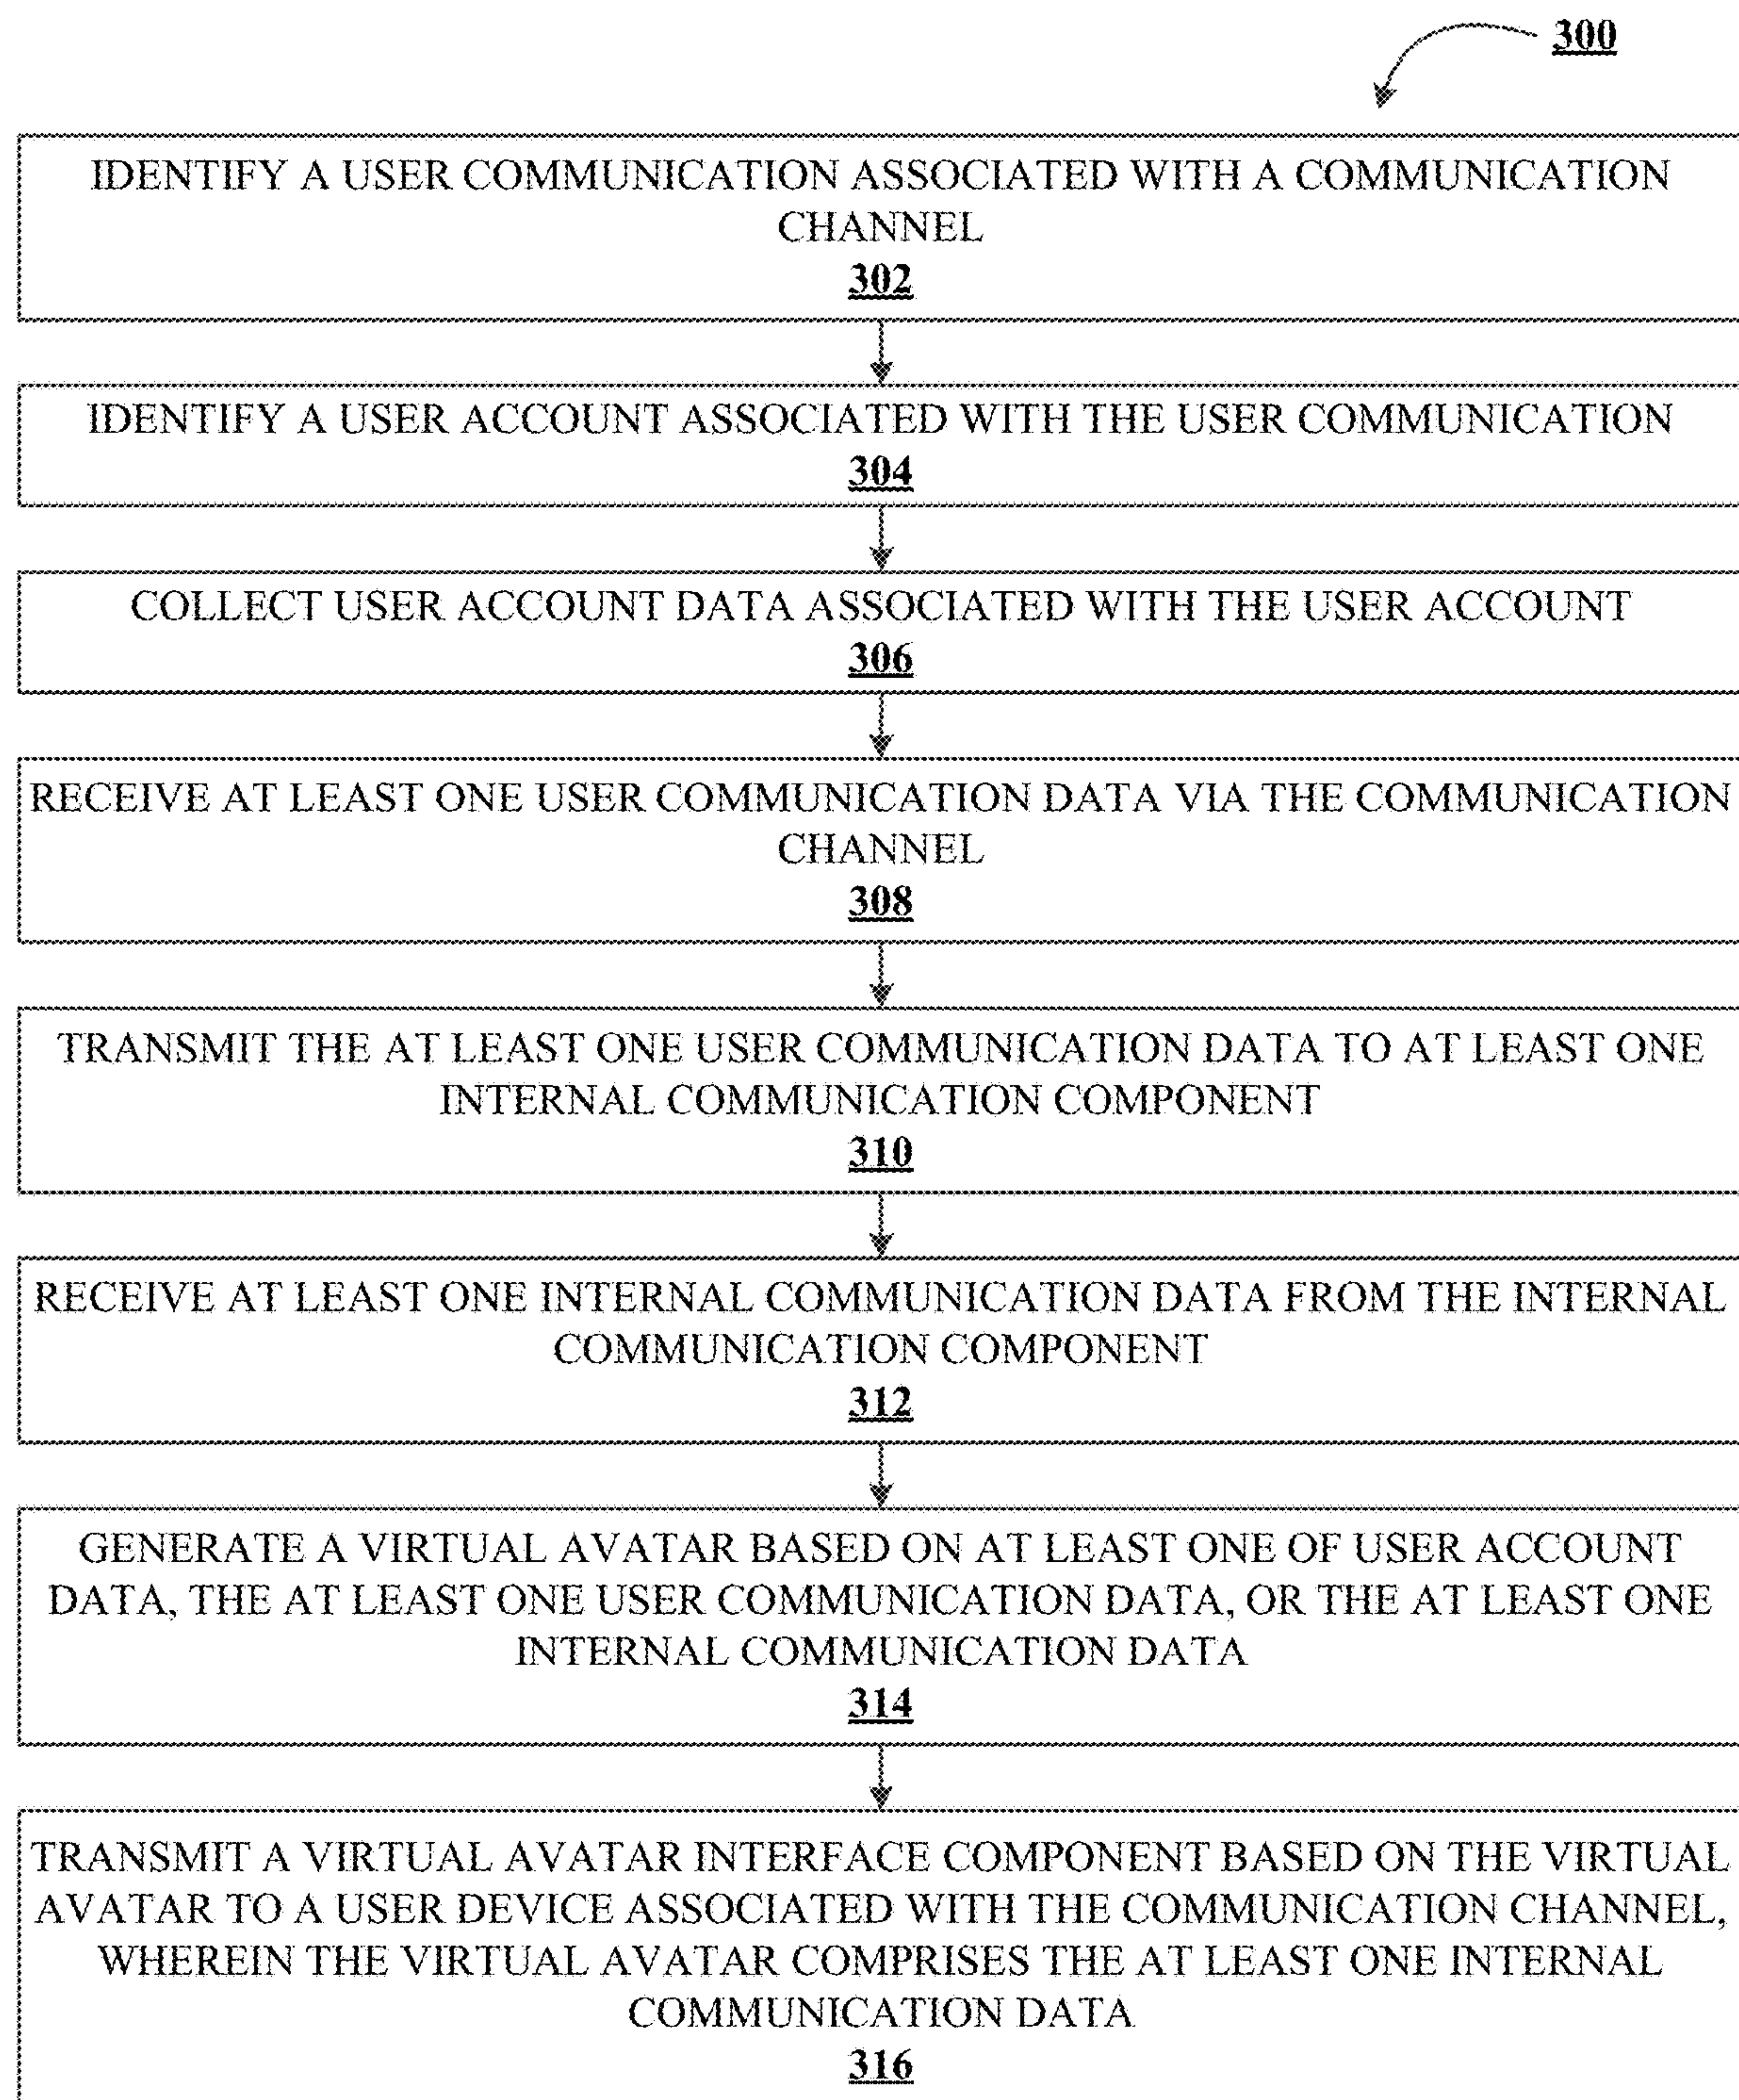 300
IDENTIFY A USER COMMUNICATION ASSOCIATED WITH A COMMUNICATION
CHANNEL
302
IDENTIFY A USER ACCOUNT ASSOCIATED WITH THE USER COMMUNICATION
304
COLLECT USER ACCOUNT DATA ASSOCIATED WITH THE USER ACCOUNT
306
RECEIVE AT LEAST ONE USER COMMUNICATION DATA VIA THE COMMUNICATION
CHANNEL
308
TRANSMIT THE AT LEAST ONE USER COMMUNICATION DATA TO AT LEAST ONE
INTERNAL COMMUNICATION COMPONENT
310
RECEIVE AT LEAST ONE INTERNAL COMMUNICATION DATA FROM THE INTERNAL
COMMUNICATION COMPONENT
312
GENERATE A VIRTUAL AVATAR BASED ON AT LEAST ONE OF USER ACCOUNT
DATA, THE AT LEAST ONE USER COMMUNICATION DATA, OR THE AT LEAST ONE
INTERNAL COMMUNICATION DATA
314
TRANSMIT A VIRTUAL AVATAR INTERFACE COMPONENT BASED ON THE VIRTUAL
AVATAR TO A USER DEVICE ASSOCIATED WITH THE COMMUNICATION CHANNEL,
WHEREIN THE VIRTUAL AVATAR COMPRISES THE AT LEAST ONE INTERNAL
COMMUNICATION DATA
316